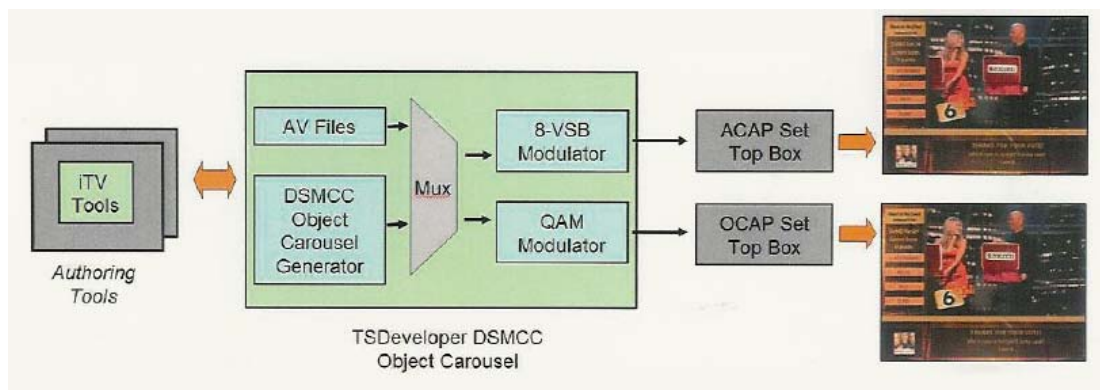 iTV
Tools
Authoring
Tools
AV Files
DSMCC
Object
Carousel
Generator
Mux
8-VSB
Modulator
QAM
Modulator
TSDeveloper DSMCC
Object Carousel
ACAP Set
Top Box
OCAP Set
Top Box
6
6